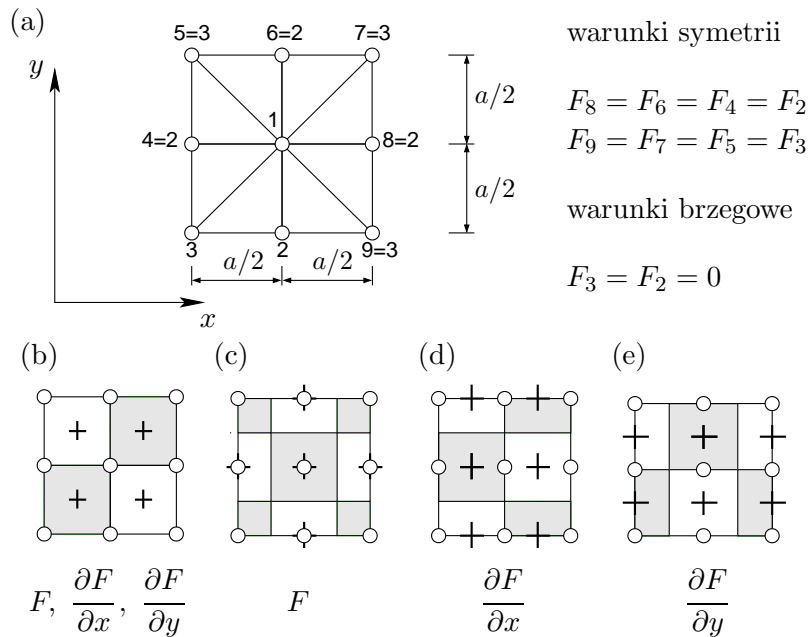 (a)
5=3 6=2 7=3
y
1
4=2 8=2
3 2 9=3
a/2 a/2
x
a/2
a/2
warunki symetrii
F₈ = F₆ = F₄ = F₂
F₉ = F₇ = F₅ = F₃
warunki brzegowe
F₃ = F₂ = 0
(b) (c) (d) (e)
F, ∂F/∂x, ∂F/∂y
F
∂F/∂x
∂F/∂y